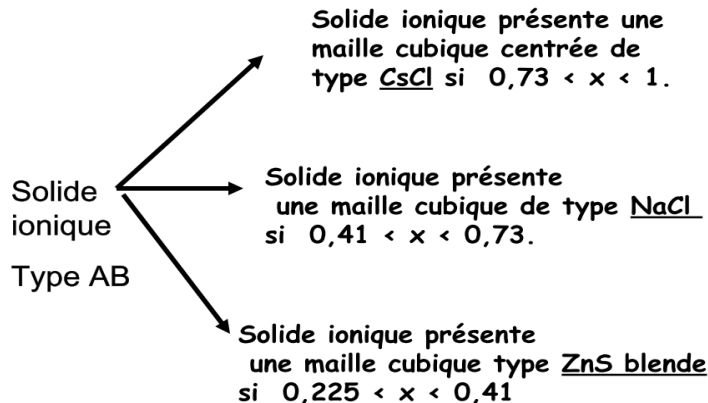 Solide ionique présente une
maille cubique centrée de
type CsCl si 0,73 < x < 1.
Solide
ionique
Type AB
Solide ionique présente
une maille cubique de type NaCl
si 0,41 < x < 0,73.
Solide ionique présente
une maille cubique type ZnS blende
si 0,225 < x < 0,41